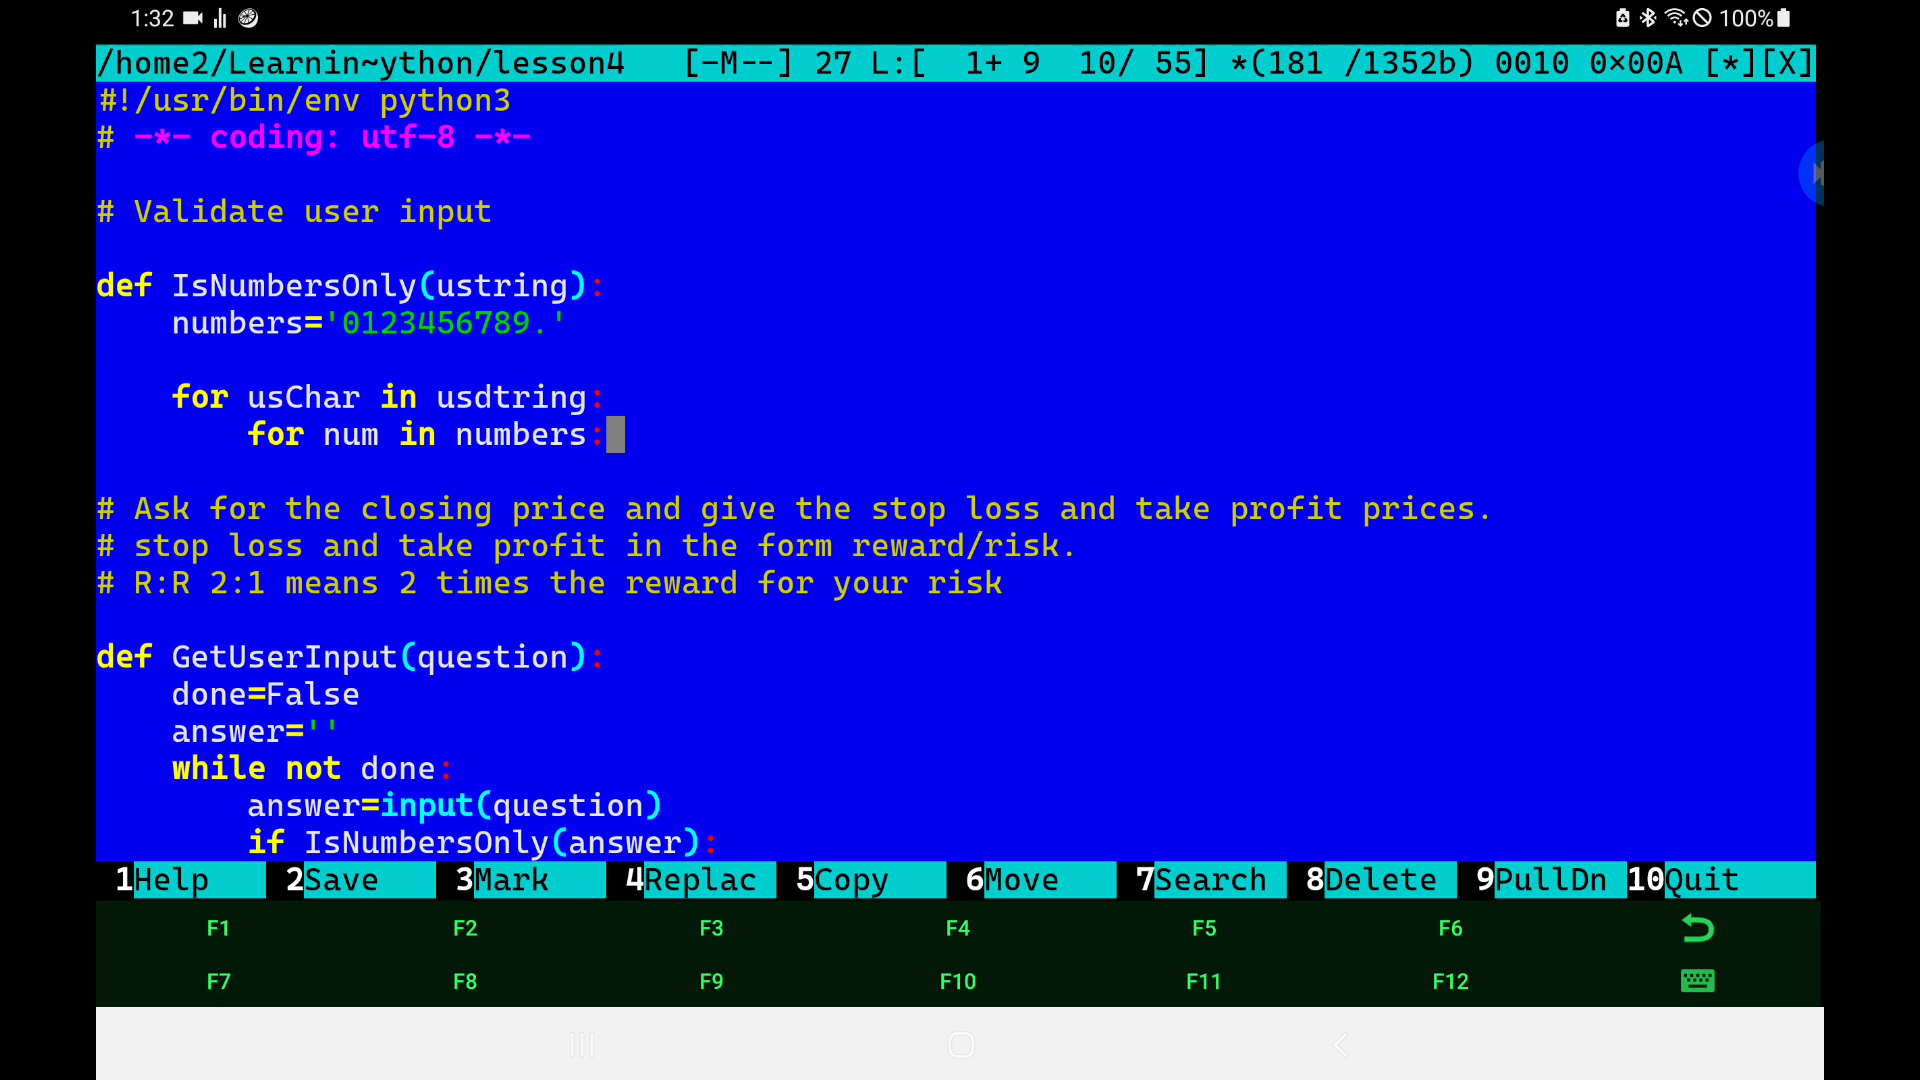 1:32 100%
/home2/Learnin~ython/lesson4 [-M--] 27 L:[ 1+ 9 10/ 55] *(181 /1352b) 0010 0x00A [*][X]
#!/usr/bin/env python3
# -*- coding: utf-8 -*-
# Validate user input
def IsNumbersOnly(ustring):
numbers='0123456789.'
for usChar in usdtring:
for num in numbers:
# Ask for the closing price and give the stop loss and take profit prices.
# stop loss and take profit in the form reward/risk.
# R:R 2:1 means 2 times the reward for your risk
def GetUserInput(question):
done=False
answer=''
while not done:
answer=input(question)
if IsNumbersOnly(answer):
1Help 2Save 3Mark 4Replac 5Copy 6Move 7Search 8Delete 9PullDn 10Quit
F1 F2 F3 F4 F5 F6
F7 F8 F9 F10 F11 F12